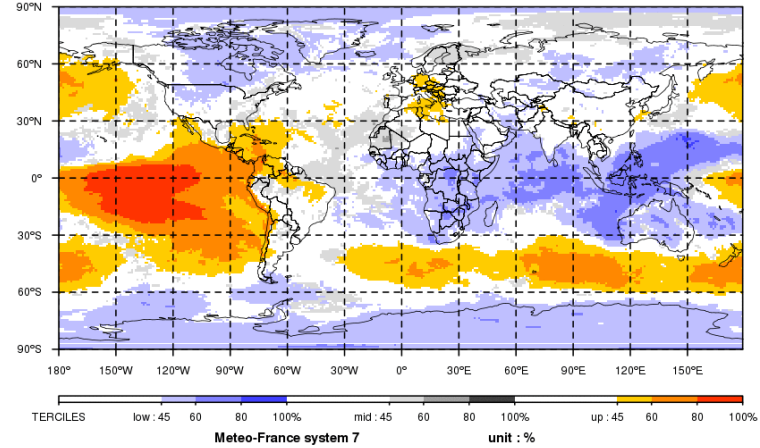 90°N
60°N
30°N
0°
30°S
60°S
90°S
180° 150°W 120°W 90°W 60°W 30°W 0° 30°E 60°E 90°E 120°E 150°E
TERCILES low : 45 60 80 100% mid : 45 60 80 100% up : 45 60 80 100%
Meteo-France system 7 unit : %